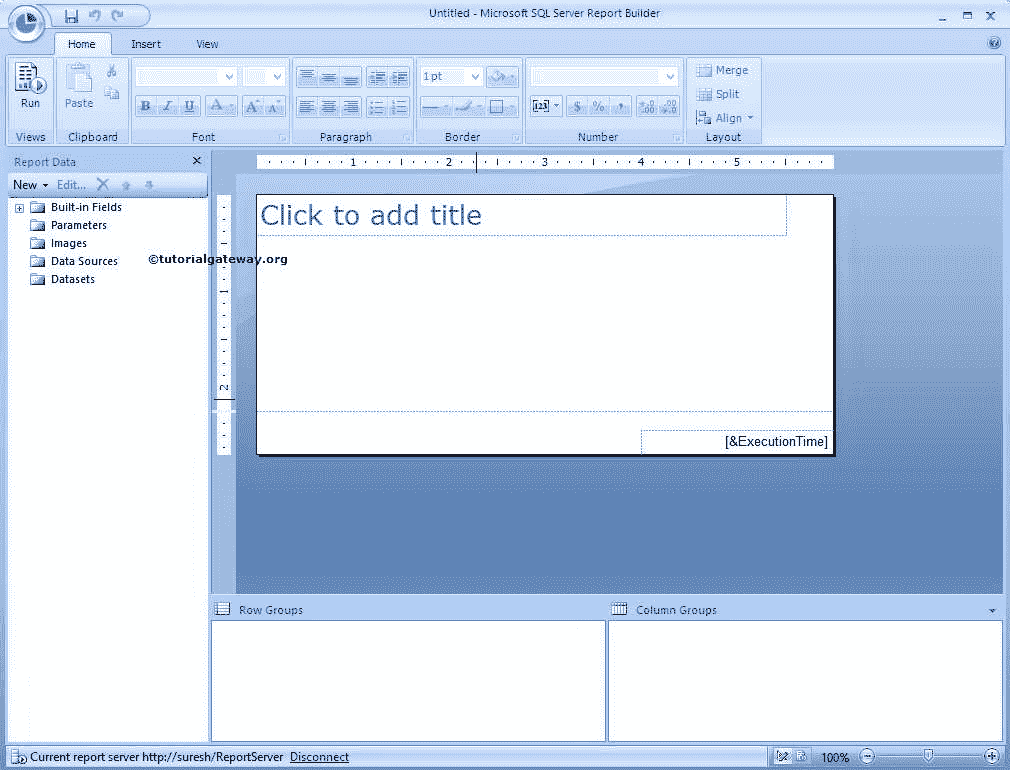 Untitled - Microsoft SQL Server Report Builder
Home Insert View
Run Paste 1pt Merge
Split
B I U A A A 123 $ % , Align
Views Clipboard Font Paragraph Border Number Layout
Report Data
New Edit...
1 2 3 4 5
Built-in Fields
Parameters
Images
Data Sources
Datasets
©tutorialgateway.org
Click to add title
1
2
[&ExecutionTime]
Row Groups Column Groups
Current report server http://suresh/ReportServer Disconnect 100%